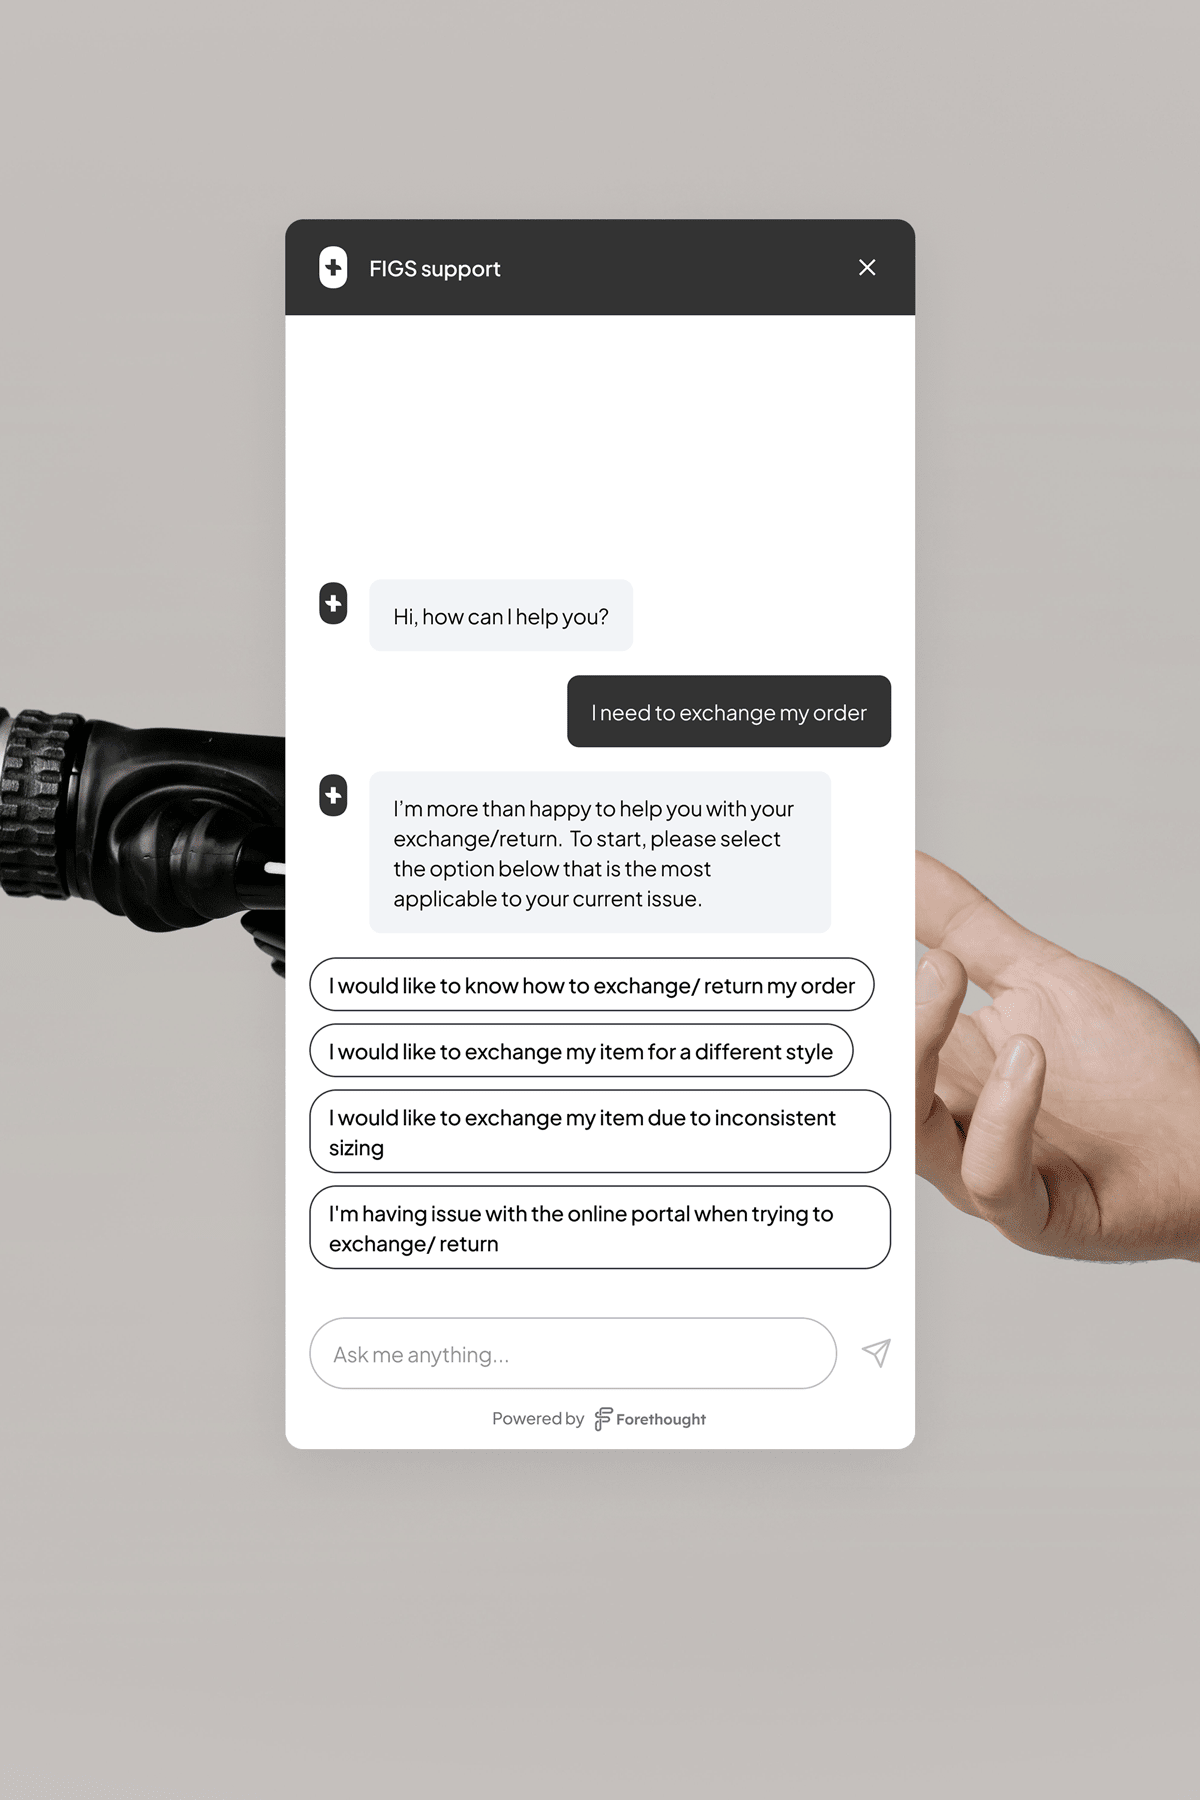 FIGS support
Hi, how can I help you?
I need to exchange my order
I’m more than happy to help you with your
exchange/return.  To start, please select
the option below that is the most
applicable to your current issue.
I would like to know how to exchange/ return my order
I would like to exchange my item for a different style
I would like to exchange my item due to inconsistent
sizing
I'm having issue with the online portal when trying to
exchange/ return
Ask me anything...
Powered by Forethought